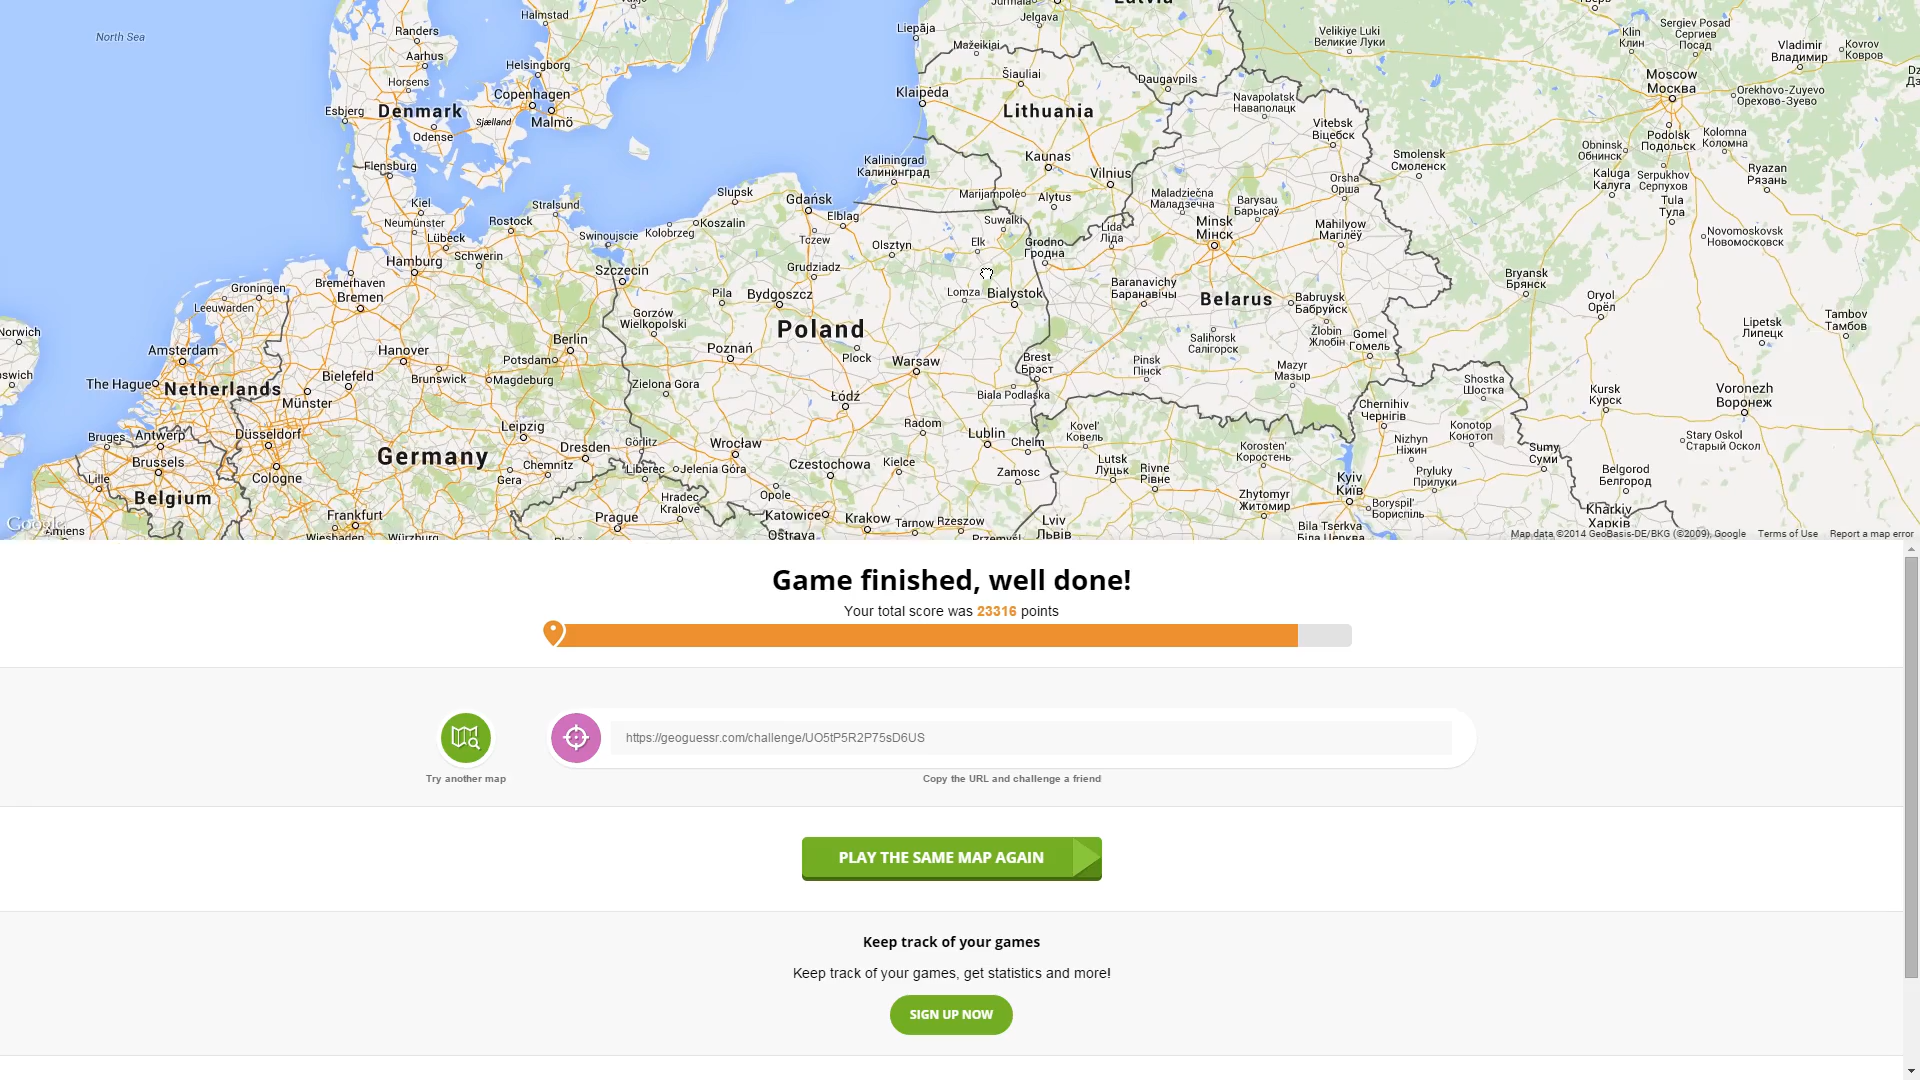 Jurmala
Jelgava
Latvia
Halmstad
Liepāja
North Sea
Randers
Aarhus
Horsens
Helsingborg
Copenhagen
Malmö
Sjælland
Esbjerg
Denmark
Odense
Flensburg
Mažeikiai
Šiauliai
Klaipėda
Lithuania
Daugavpils
Kaunas
Vilnius
Marijampolė
Alytus
Kaliningrad
Калининград
Navapolatsk
Наваполацк
Vitebsk
Віцебск
Velikiye Luki
Великие Луки
Smolensk
Смоленск
Klin
Клин
Sergiev Posad
Сергиев
Посад
Moscow
Москва
Vladimir
Владимир
Kovrov
Ковров
Orekhovo-Zuyevo
Орехово-Зуево
Podolsk
Подольск
Kolomna
Коломна
Obninsk
Обнинск
Kaluga
Калуга
Serpukhov
Серпухов
Ryazan
Рязань
Tula
Тула
Novomoskovsk
Новомосковск
Kiel
Neumünster
Lübeck
Hamburg
Schwerin
Rostock
Stralsund
Swinoujscie
Kolobrzeg
Koszalin
Slupsk
Gdańsk
Elblag
Tczew
Olsztyn
Elk
Suwalki
Grodno
Гродна
Lida
Ліда
Maladziečna
Маладзечна
Minsk
Мінск
Barysau
Барысаў
Orsha
Орша
Mahilyow
Магілёў
Groningen
Leeuwarden
Bremerhaven
Bremen
Szczecin
Grudziadz
Pila
Bydgoszcz
Lomza
Bialystok
Baranavichy
Баранавічы
Belarus
Babruysk
Бабруйск
Bryansk
Брянск
Oryol
Орёл
Lipetsk
Липецк
Tambov
Тамбов
Norwich
Amsterdam
Hanover
Berlin
Potsdam
Gorzów
Wielkopolski
Poznań
Poland
Plock
Warsaw
Brest
Брэст
Pinsk
Пінск
Salihorsk
Салігорск
Žlobin
Жлобін
Gomel
Гомель
Mazyr
Мазыр
The Hague
Netherlands
Bielefeld
Münster
Brunswick
Magdeburg
Zielona Gora
Łódź
Biala Podlaska
Shostka
Шостка
Kursk
Курск
Voronezh
Воронеж
Bruges
Antwerp
Brussels
Lille
Belgium
Düsseldorf
Cologne
Germany
Leipzig
Dresden
Chemnitz
Gera
Görlitz
Liberec
Jelenia Góra
Wrocław
Radom
Lublin
Chelm
Czestochowa
Kielce
Zamosc
Kovel'
Ковель
Lutsk
Луцьк
Rivne
Рівне
Korosten'
Коростень
Chernihiv
Чернігів
Nizhyn
Ніжин
Konotop
Конотоп
Sumy
Суми
Stary Oskol
Старый Оскол
Belgorod
Белгород
Frankfurt
Wiesbaden
Würzburg
Prague
Hradec
Kralove
Opole
Katowice
Ostrava
Krakow
Tarnow
Rzeszow
Przemyśl
Lviv
Львів
Zhytomyr
Житомир
Kyiv
Київ
Pryluky
Прилуки
Boryspil'
Бориспіль
Bila Tserkva
Біла Церква
Kharkiv
Харків
Google
Amiens
Map data ©2014 GeoBasis-DE/BKG (©2009), Google
Terms of Use
Report a map error
Game finished, well done!
Your total score was 23316 points
https://geoguessr.com/challenge/UO5tP5R2P75sD6US
Try another map
Copy the URL and challenge a friend
PLAY THE SAME MAP AGAIN
Keep track of your games
Keep track of your games, get statistics and more!
SIGN UP NOW